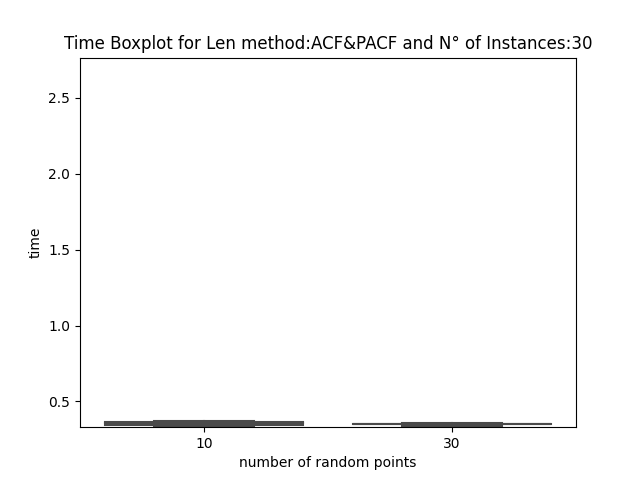 Time Boxplot for Len method:ACF&PACF and N° of Instances:30
2.5
2.0
1.5
1.0
0.5
time
10 30
number of random points